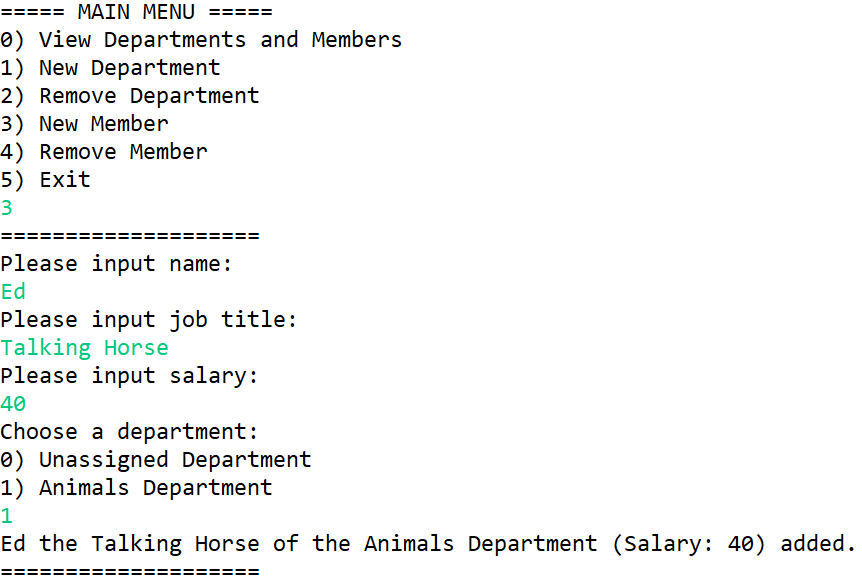 ===== MAIN MENU =====
0) View Departments and Members
1) New Department
2) Remove Department
3) New Member
4) Remove Member
5) Exit
3
====================
Please input name:
Ed
Please input job title:
Talking Horse
Please input salary:
40
Choose a department:
0) Unassigned Department
1) Animals Department
1
Ed the Talking Horse of the Animals Department (Salary: 40) added.
====================